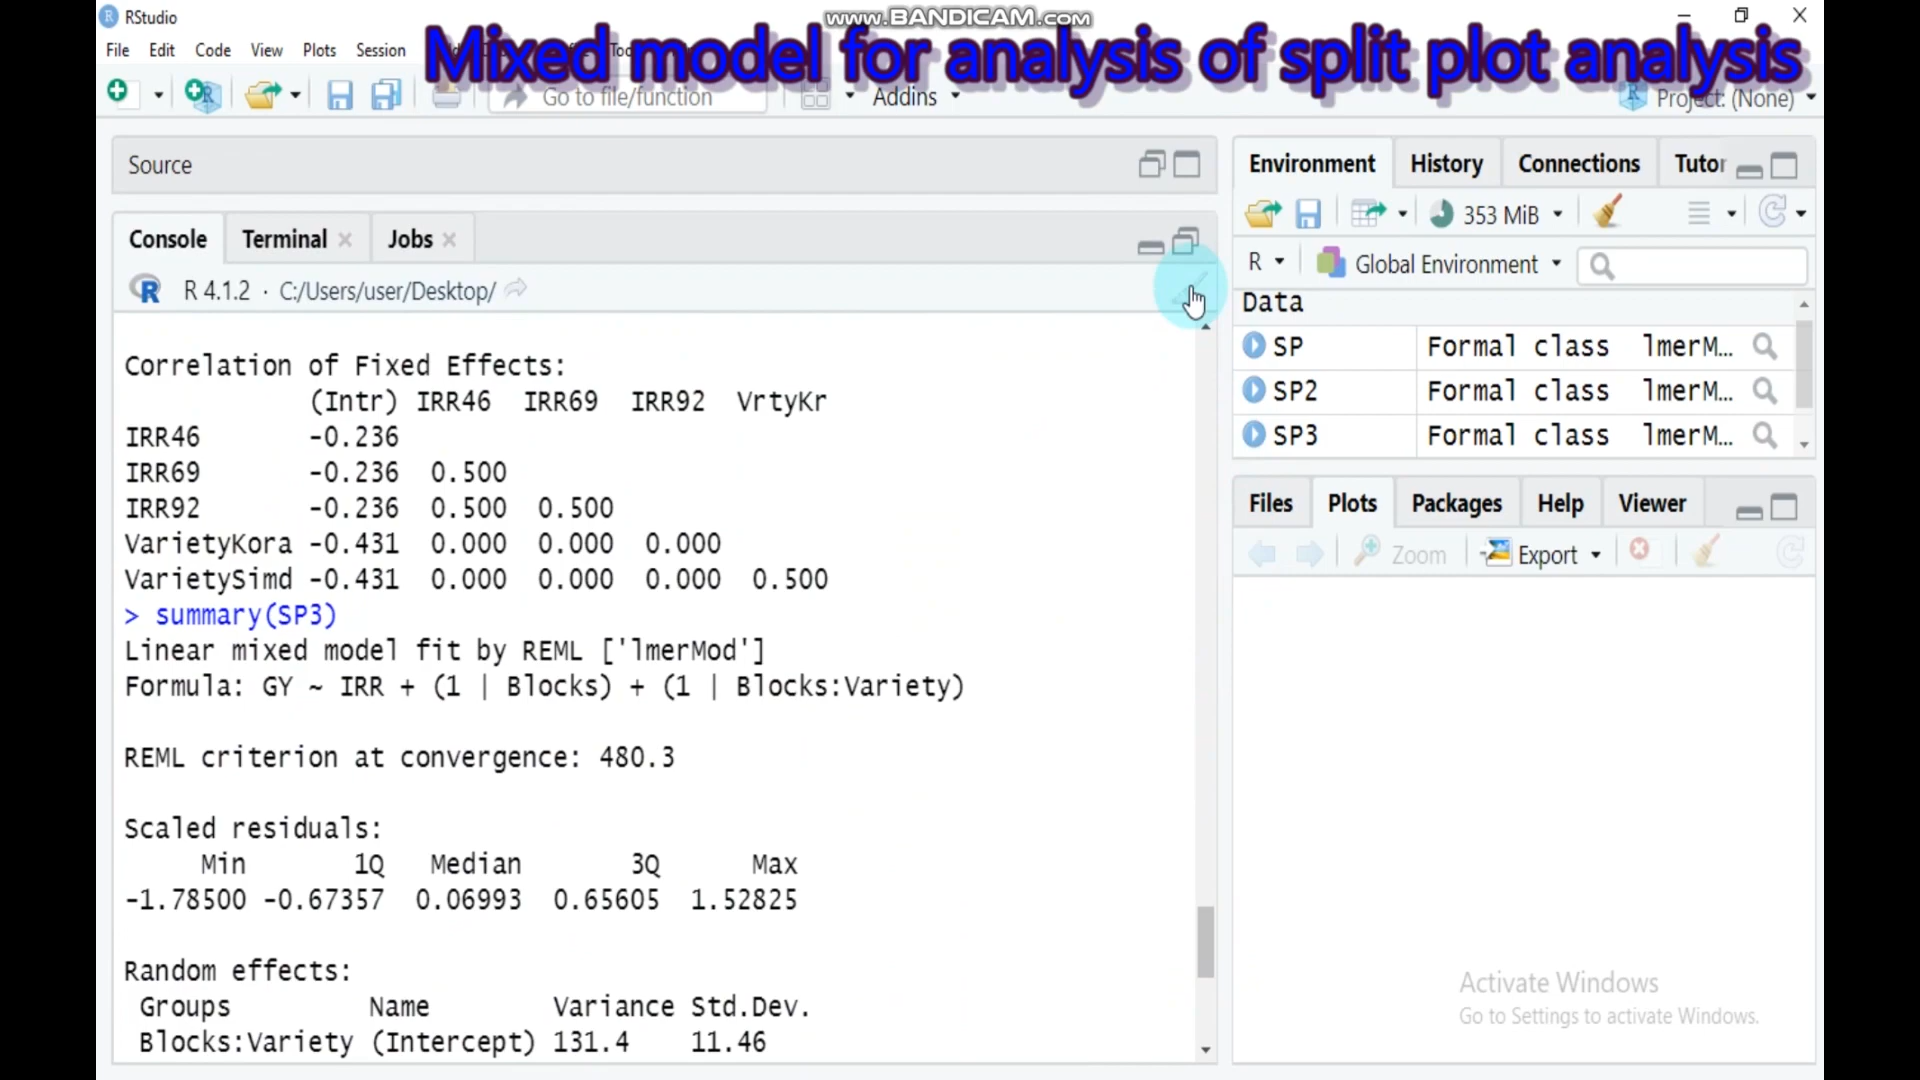 RStudio
www.BANDICAM.com
File Edit Code View Plots Session
Mixed model for analysis of split plot analysis
Go to file/function
Addins
Project: (None)
Source
Console Terminal Jobs
R 4.1.2 · C:/Users/user/Desktop/
Correlation of Fixed Effects:
(Intr) IRR46 IRR69 IRR92 VrtyKr
IRR46 -0.236
IRR69 -0.236 0.500
IRR92 -0.236 0.500 0.500
VarietyKora -0.431 0.000 0.000 0.000
VarietySimd -0.431 0.000 0.000 0.000 0.500
> summary(SP3)
Linear mixed model fit by REML ['lmerMod']
Formula: GY ~ IRR + (1 | Blocks) + (1 | Blocks:Variety)
REML criterion at convergence: 480.3
Scaled residuals:
Min 1Q Median 3Q Max
-1.78500 -0.67357 0.06993 0.65605 1.52825
Random effects:
Groups Name Variance Std.Dev.
Blocks:Variety (Intercept) 131.4 11.46
Environment History Connections Tutor
353 MiB
R Global Environment
Data
SP Formal class lmerM...
SP2 Formal class lmerM...
SP3 Formal class lmerM...
Files Plots Packages Help Viewer
Zoom Export
Activate Windows
Go to Settings to activate Windows.